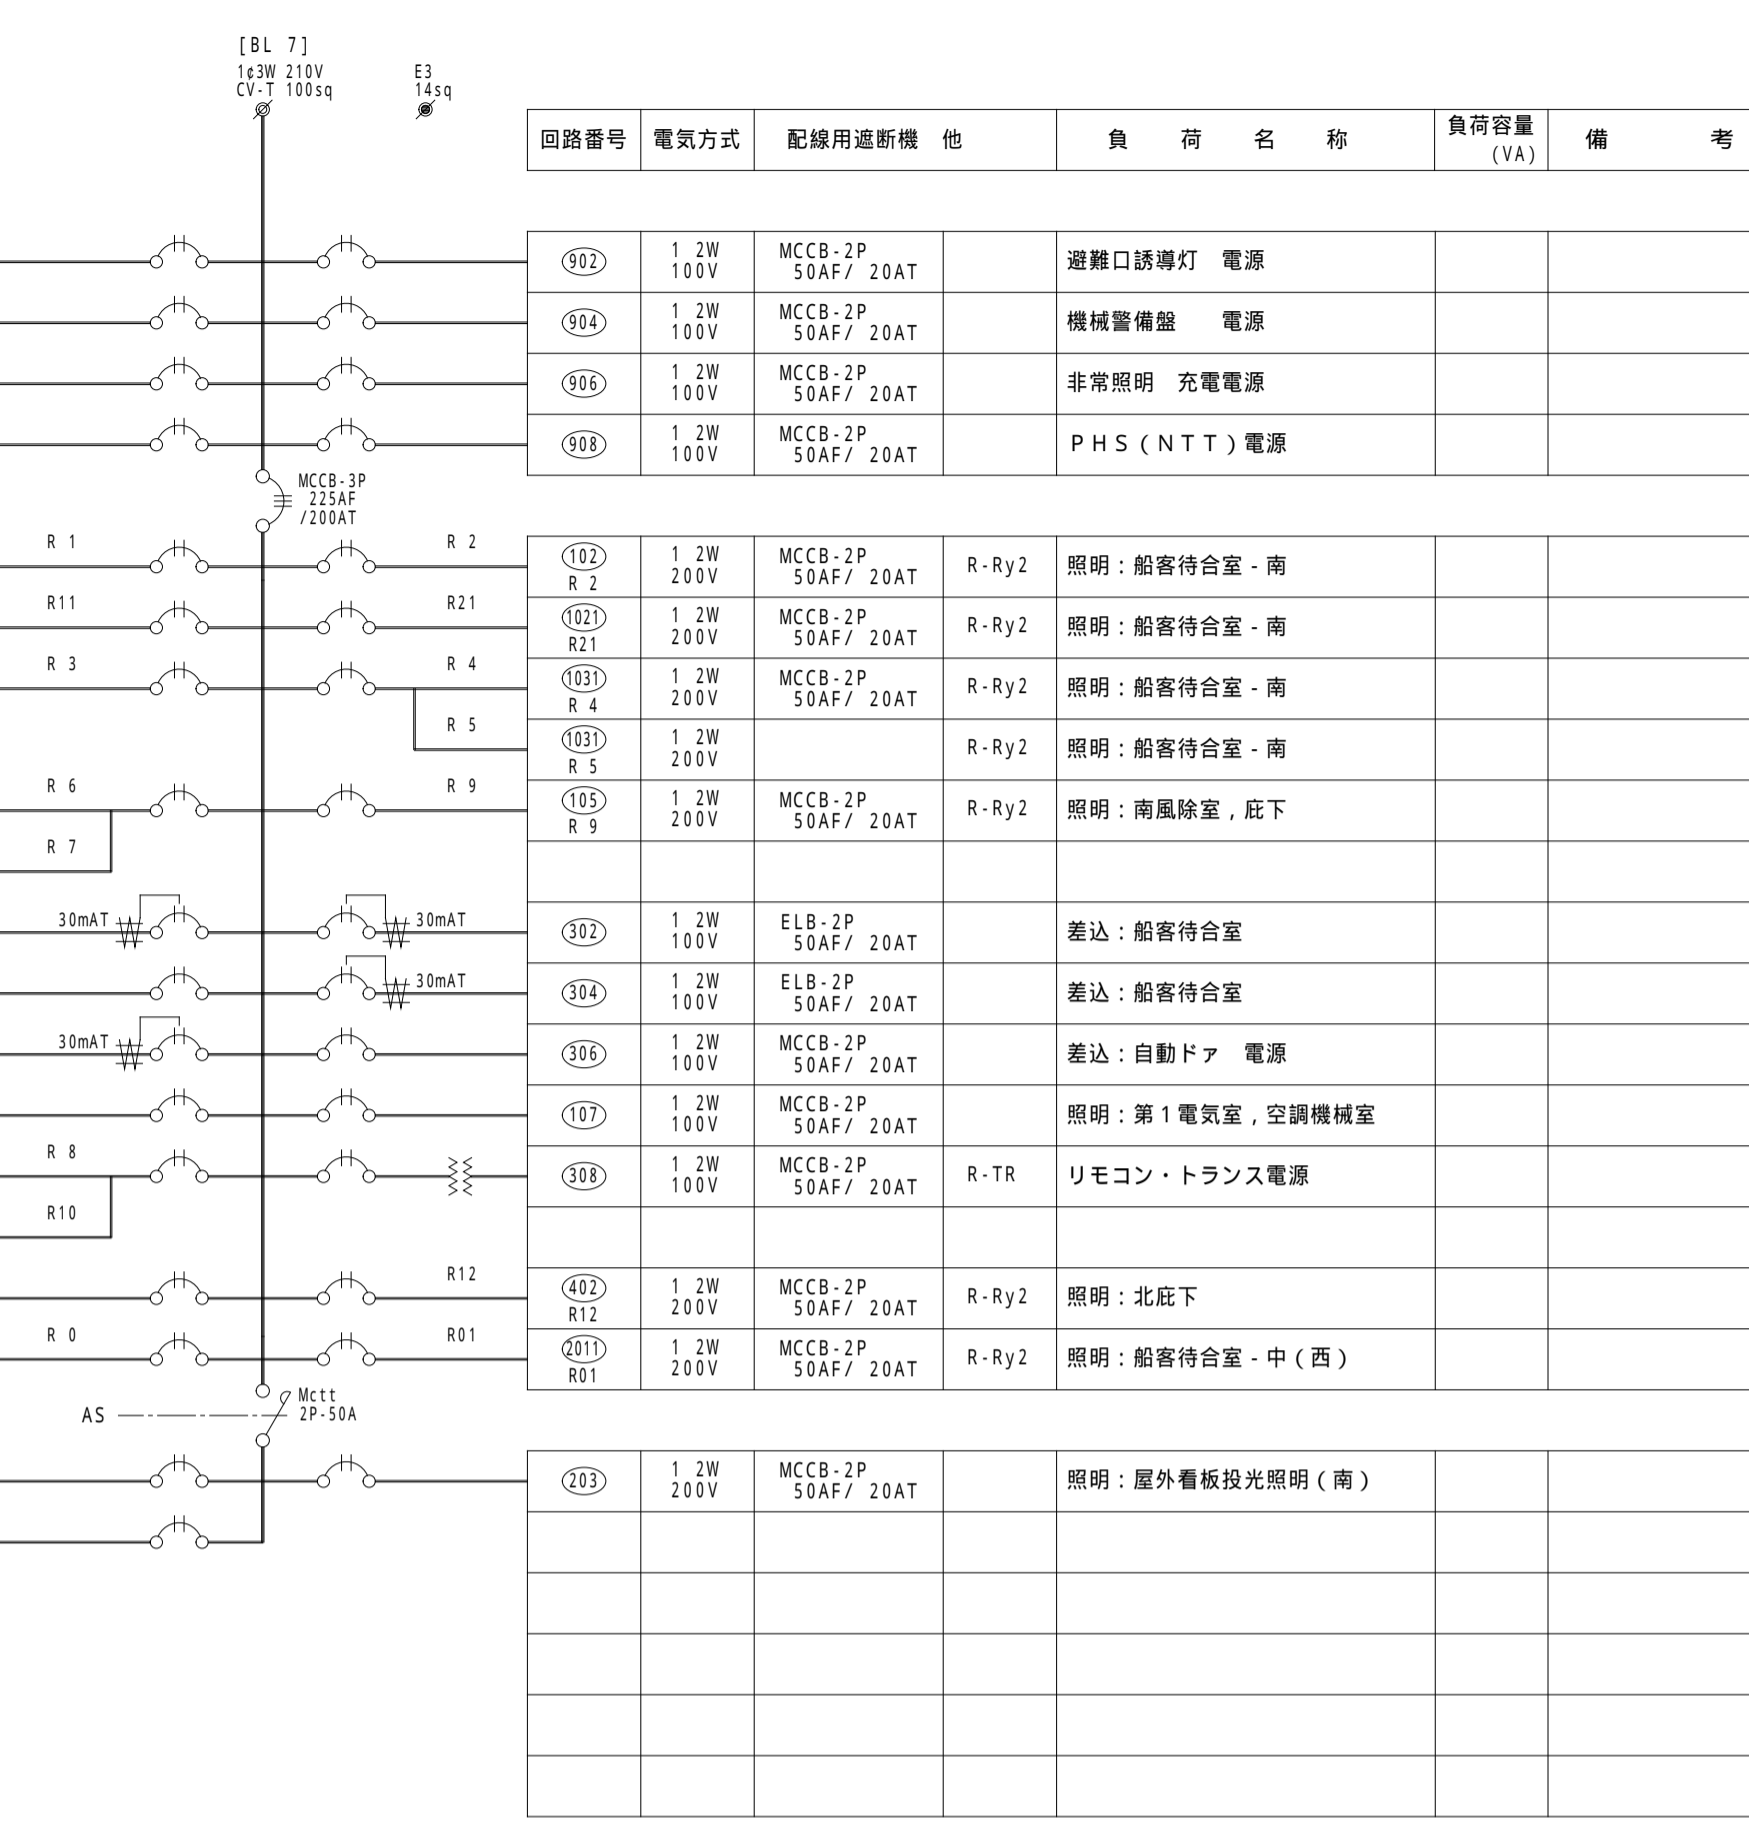 [BL 7]
1¢3W 210V
CV-T 100sq
E3
14sq
回路番号 電気方式 配線用遮断機 他 負荷名称 負荷容量(VA) 備考
902 1 2W 100V MCCB-2P 50AF/ 20AT 避難口誘導灯 電源
904 1 2W 100V MCCB-2P 50AF/ 20AT 機械警備盤 電源
906 1 2W 100V MCCB-2P 50AF/ 20AT 非常照明 充電電源
908 1 2W 100V MCCB-2P 50AF/ 20AT PHS(NTT)電源
MCCB-3P
225AF
/200AT
R 1 R 2 102 R 2 1 2W 200V MCCB-2P 50AF/ 20AT R-Ry2 照明:船客待合室-南
R11 R21 1021 R21 1 2W 200V MCCB-2P 50AF/ 20AT R-Ry2 照明:船客待合室-南
R 3 R 4 1031 R 4 1 2W 200V MCCB-2P 50AF/ 20AT R-Ry2 照明:船客待合室-南
R 5 1031 R 5 1 2W 200V R-Ry2 照明:船客待合室-南
R 6 R 9 105 R 9 1 2W 200V MCCB-2P 50AF/ 20AT R-Ry2 照明:南風除室,庇下
R 7
30mAT 30mAT 302 1 2W 100V ELB-2P 50AF/ 20AT 差込:船客待合室
30mAT 304 1 2W 100V ELB-2P 50AF/ 20AT 差込:船客待合室
30mAT 306 1 2W 100V MCCB-2P 50AF/ 20AT 差込:自動ドァ 電源
107 1 2W 100V MCCB-2P 50AF/ 20AT 照明:第1電気室,空調機械室
R 8 308 1 2W 100V MCCB-2P 50AF/ 20AT R-TR リモコン・トランス電源
R10
R12 402 R12 1 2W 200V MCCB-2P 50AF/ 20AT R-Ry2 照明:北庇下
R 0 R01 2011 R01 1 2W 200V MCCB-2P 50AF/ 20AT R-Ry2 照明:船客待合室-中(西)
AS
Mctt
2P-50A
203 1 2W 200V MCCB-2P 50AF/ 20AT 照明:屋外看板投光照明(南)